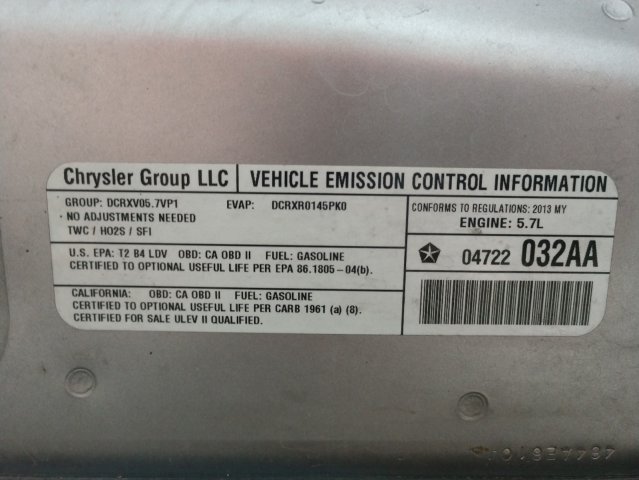 Chrysler Group LLC
VEHICLE EMISSION CONTROL INFORMATION
GROUP: DCRXV05.7VP1 EVAP: DCRXR0145PK0
· NO ADJUSTMENTS NEEDED
TWC / HO2S / SFI
CONFORMS TO REGULATIONS: 2013 MY
ENGINE: 5.7L
U.S. EPA: T2 B4 LDV OBD: CA OBD II FUEL: GASOLINE
CERTIFIED TO OPTIONAL USEFUL LIFE PER EPA 86.1805-04(b).
04722 032AA
CALIFORNIA: OBD: CA OBD II FUEL: GASOLINE
CERTIFIED TO OPTIONAL USEFUL LIFE PER CARB 1961 (a) (8).
CERTIFIED FOR SALE ULEV II QUALIFIED.